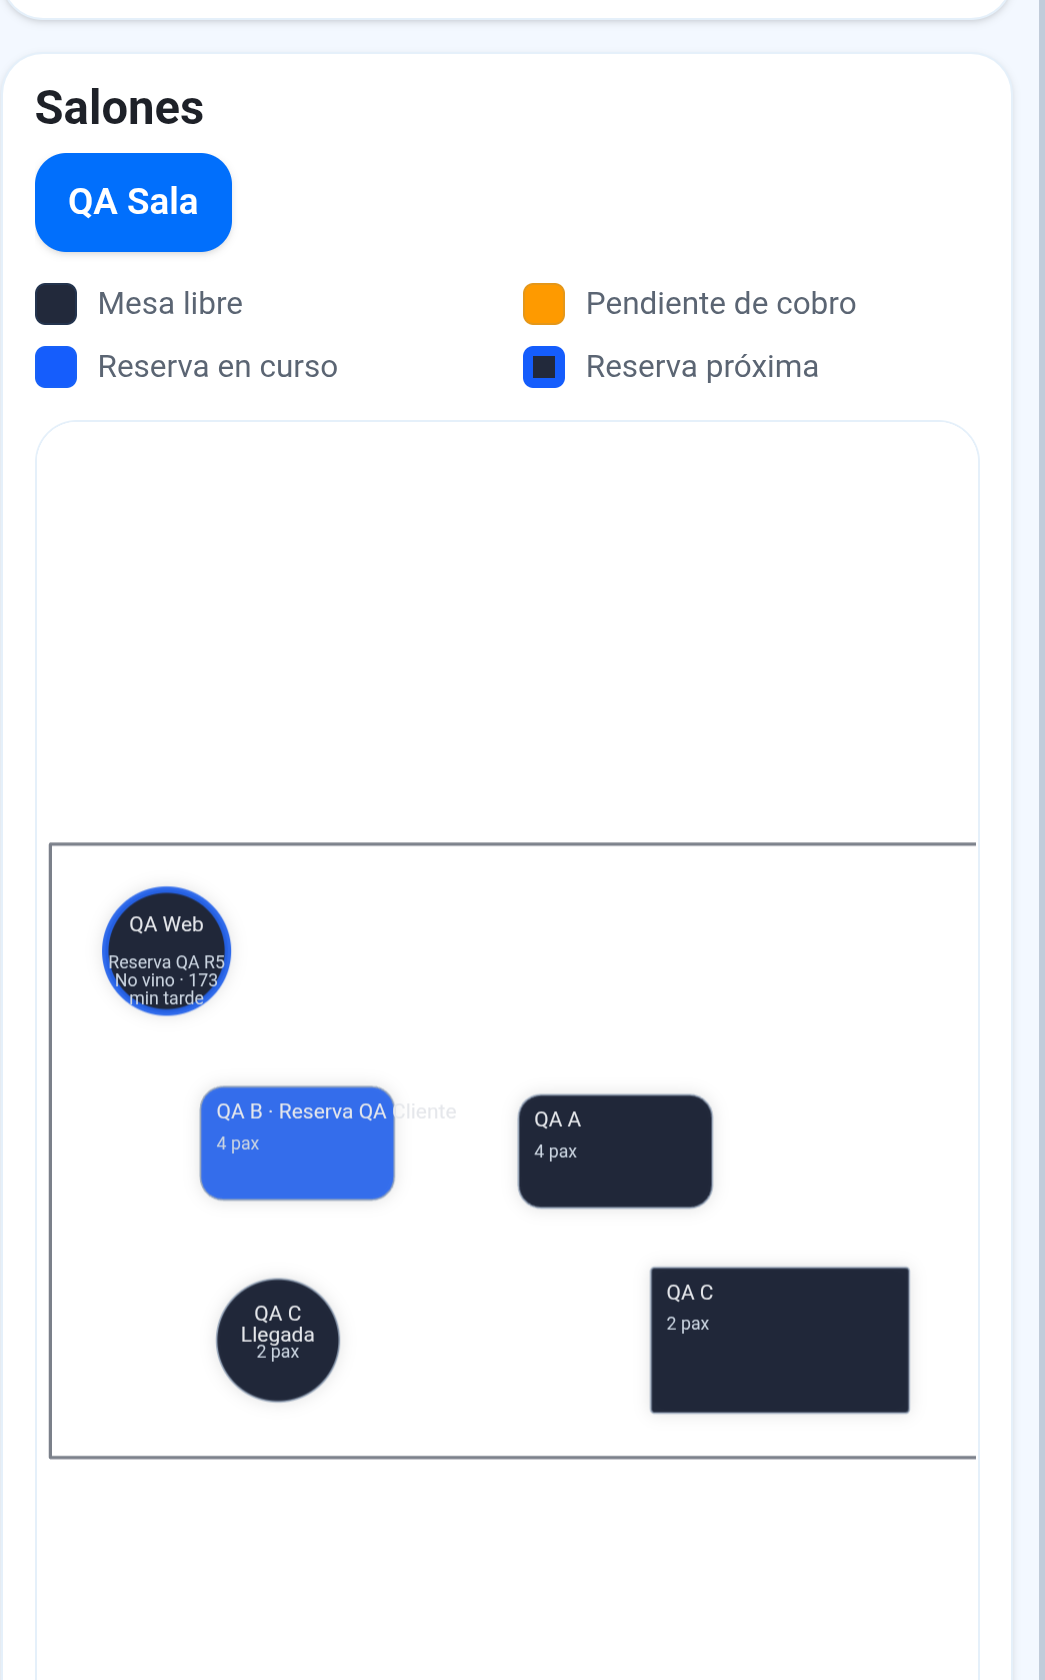 Salones
QA Sala
Mesa libre
Pendiente de cobro
Reserva en curso
Reserva próxima
QA Web
Reserva QA R5
No vino · 173
min tarde
QA B · Reserva QA Cliente
4 pax
QA A
4 pax
QA C
Llegada
2 pax
QA C
2 pax